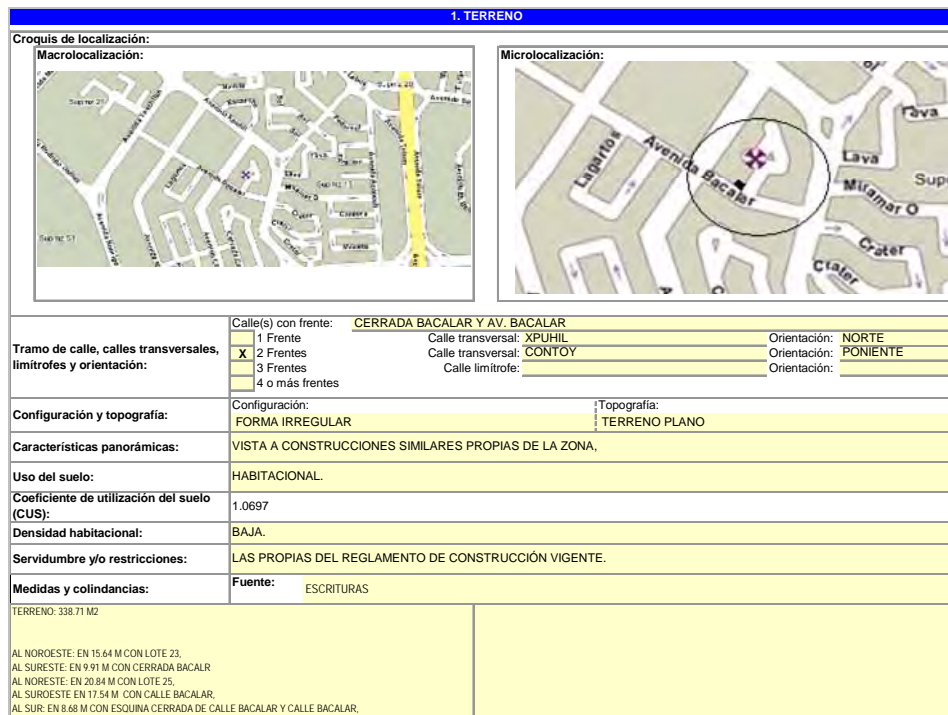 1. TERRENO
Croquis de localización:
Macrolocalización:
Microlocalización:
Avenida Bacalar
Lagartos
Lava
Miramar O
Crater
Crater
Calle(s) con frente: CERRADA BACALAR Y AV. BACALAR
Tramo de calle, calles transversales, limítrofes y orientación:
1 Frente Calle transversal: XPUHIL Orientación: NORTE
X 2 Frentes Calle transversal: CONTOY Orientación: PONIENTE
3 Frentes Calle limítrofe: Orientación:
4 o más frentes
Configuración y topografía:
Configuración: Topografía:
FORMA IRREGULAR TERRENO PLANO
Características panorámicas: VISTA A CONSTRUCCIONES SIMILARES PROPIAS DE LA ZONA,
Uso del suelo: HABITACIONAL.
Coeficiente de utilización del suelo (CUS): 1.0697
Densidad habitacional: BAJA.
Servidumbre y/o restricciones: LAS PROPIAS DEL REGLAMENTO DE CONSTRUCCIÓN VIGENTE.
Medidas y colindancias: Fuente: ESCRITURAS
TERRENO: 338.71 M2
AL NOROESTE: EN 15.64 M CON LOTE 23,
AL SURESTE: EN 9.91 M CON CERRADA BACALR
AL NORESTE: EN 20.84 M CON LOTE 25,
AL SUROESTE EN 17.54 M CON CALLE BACALAR,
AL SUR: EN 8.68 M CON ESQUINA CERRADA DE CALLE BACALAR Y CALLE BACALAR,